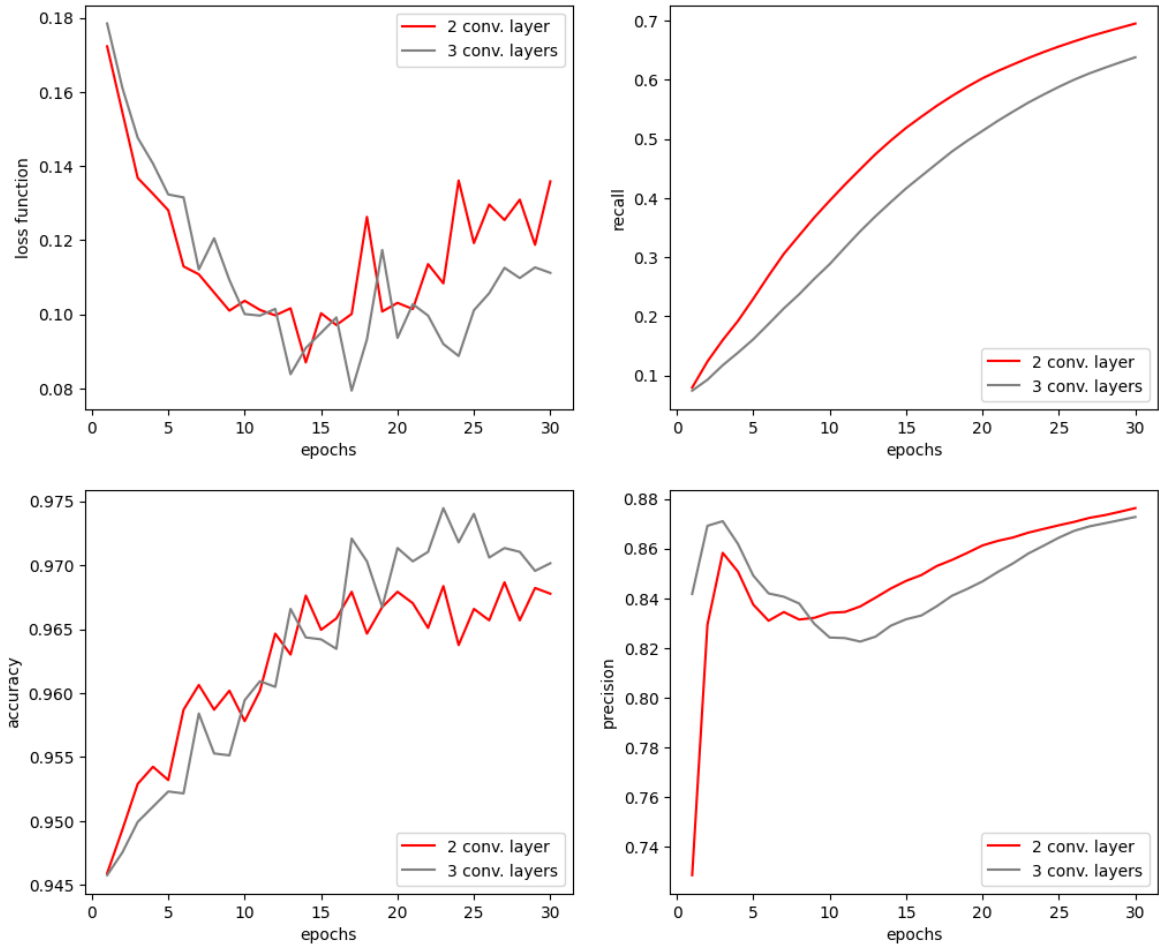 0.18
0.16
0.14
0.12
0.10
0.08
loss function
0 5 10 15 20 25 30
epochs
2 conv. layer
3 conv. layers
0.7
0.6
0.5
0.4
0.3
0.2
0.1
recall
0 5 10 15 20 25 30
epochs
2 conv. layer
3 conv. layers
0.975
0.970
0.965
0.960
0.955
0.950
0.945
accuracy
0 5 10 15 20 25 30
epochs
2 conv. layer
3 conv. layers
0.88
0.86
0.84
0.82
0.80
0.78
0.76
0.74
precision
0 5 10 15 20 25 30
epochs
2 conv. layer
3 conv. layers